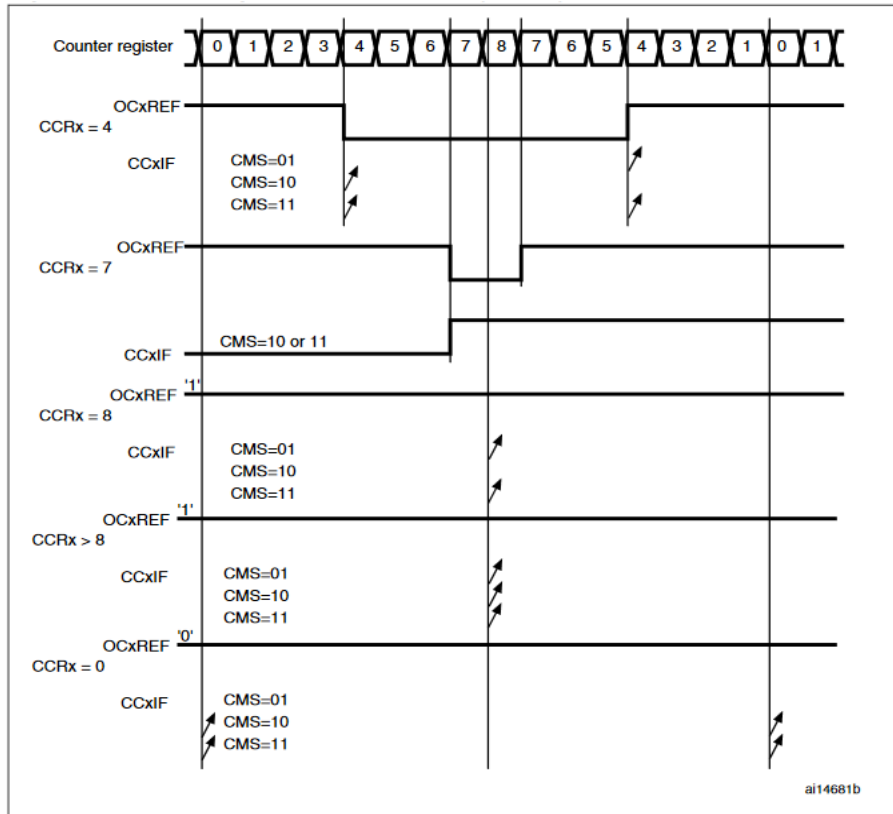 Counter register 0 1 2 3 4 5 6 7 8 7 6 5 4 3 2 1 0 1
OCxREF
CCRx = 4
CCxIF
CMS=01
CMS=10
CMS=11
OCxREF
CCRx = 7
CMS=10 or 11
CCxIF
OCxREF '1'
CCRx = 8
CCxIF
CMS=01
CMS=10
CMS=11
OCxREF '1'
CCRx > 8
CCxIF
CMS=01
CMS=10
CMS=11
OCxREF '0'
CCRx = 0
CCxIF
CMS=01
CMS=10
CMS=11
ai14681b